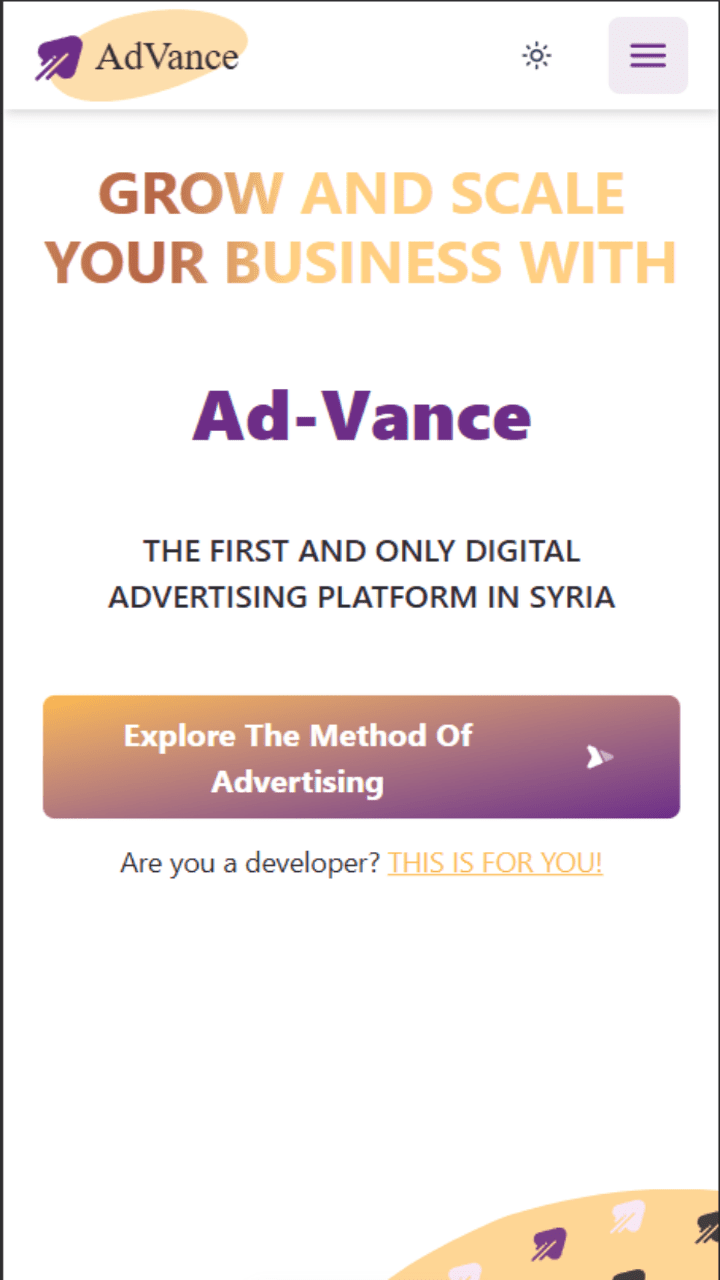 AdVance
GROW AND SCALE
YOUR BUSINESS WITH
Ad-Vance
THE FIRST AND ONLY DIGITAL
ADVERTISING PLATFORM IN SYRIA
Explore The Method Of
Advertising
Are you a developer? THIS IS FOR YOU!